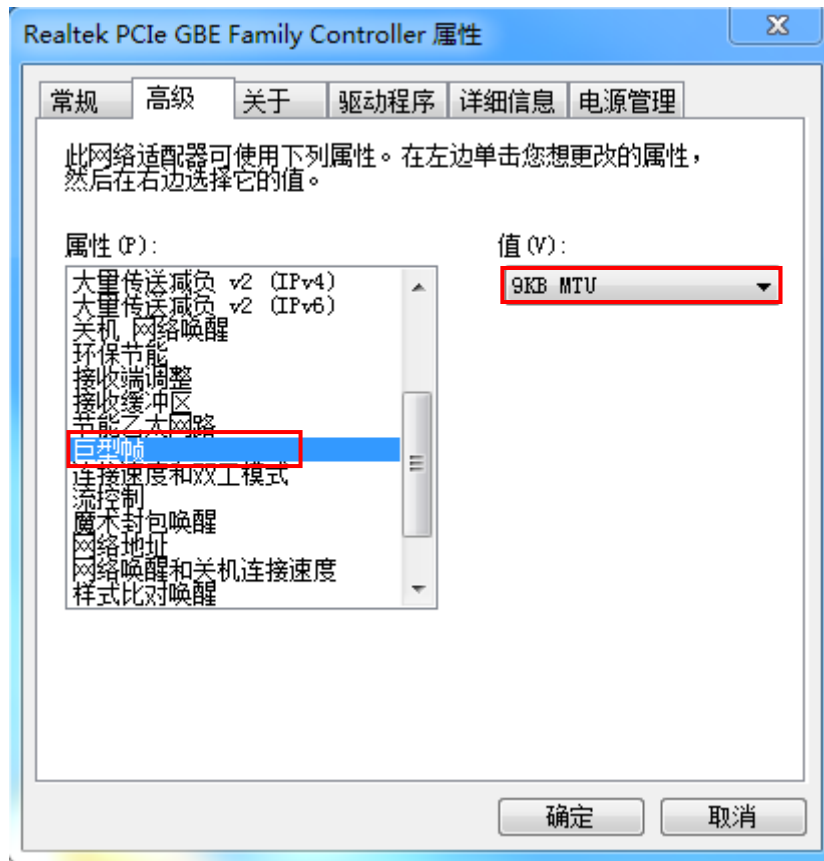 Realtek PCIe GBE Family Controller 属性
常规 高级 关于 驱动程序 详细信息 电源管理
此网络适配器可使用下列属性。在左边单击您想更改的属性，
然后在右边选择它的值。
属性(P): 值(V):
大量传送减负 v2 (IPv4) 9KB MTU
大量传送减负 v2 (IPv6)
关机 网络唤醒
环保节能
接收端调整
接收缓冲区
节能乙太网路
巨型帧
连接速度和双工模式
流控制
魔术封包唤醒
网络地址
网络唤醒和关机连接速度
样式比对唤醒
确定 取消